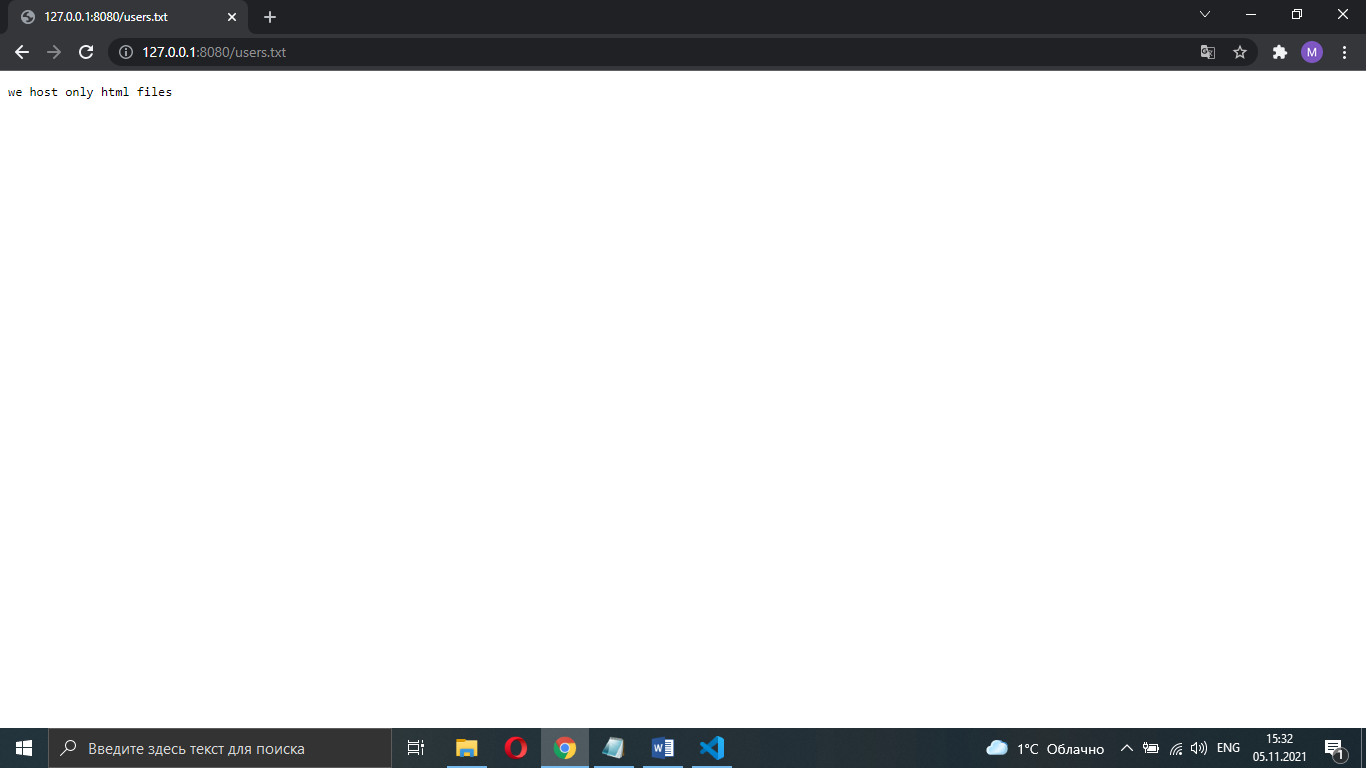 127.0.0.1:8080/users.txt
127.0.0.1:8080/users.txt
M
we host only html files
Введите здесь текст для поиска
1°C Облачно
ENG
15:32
05.11.2021
1